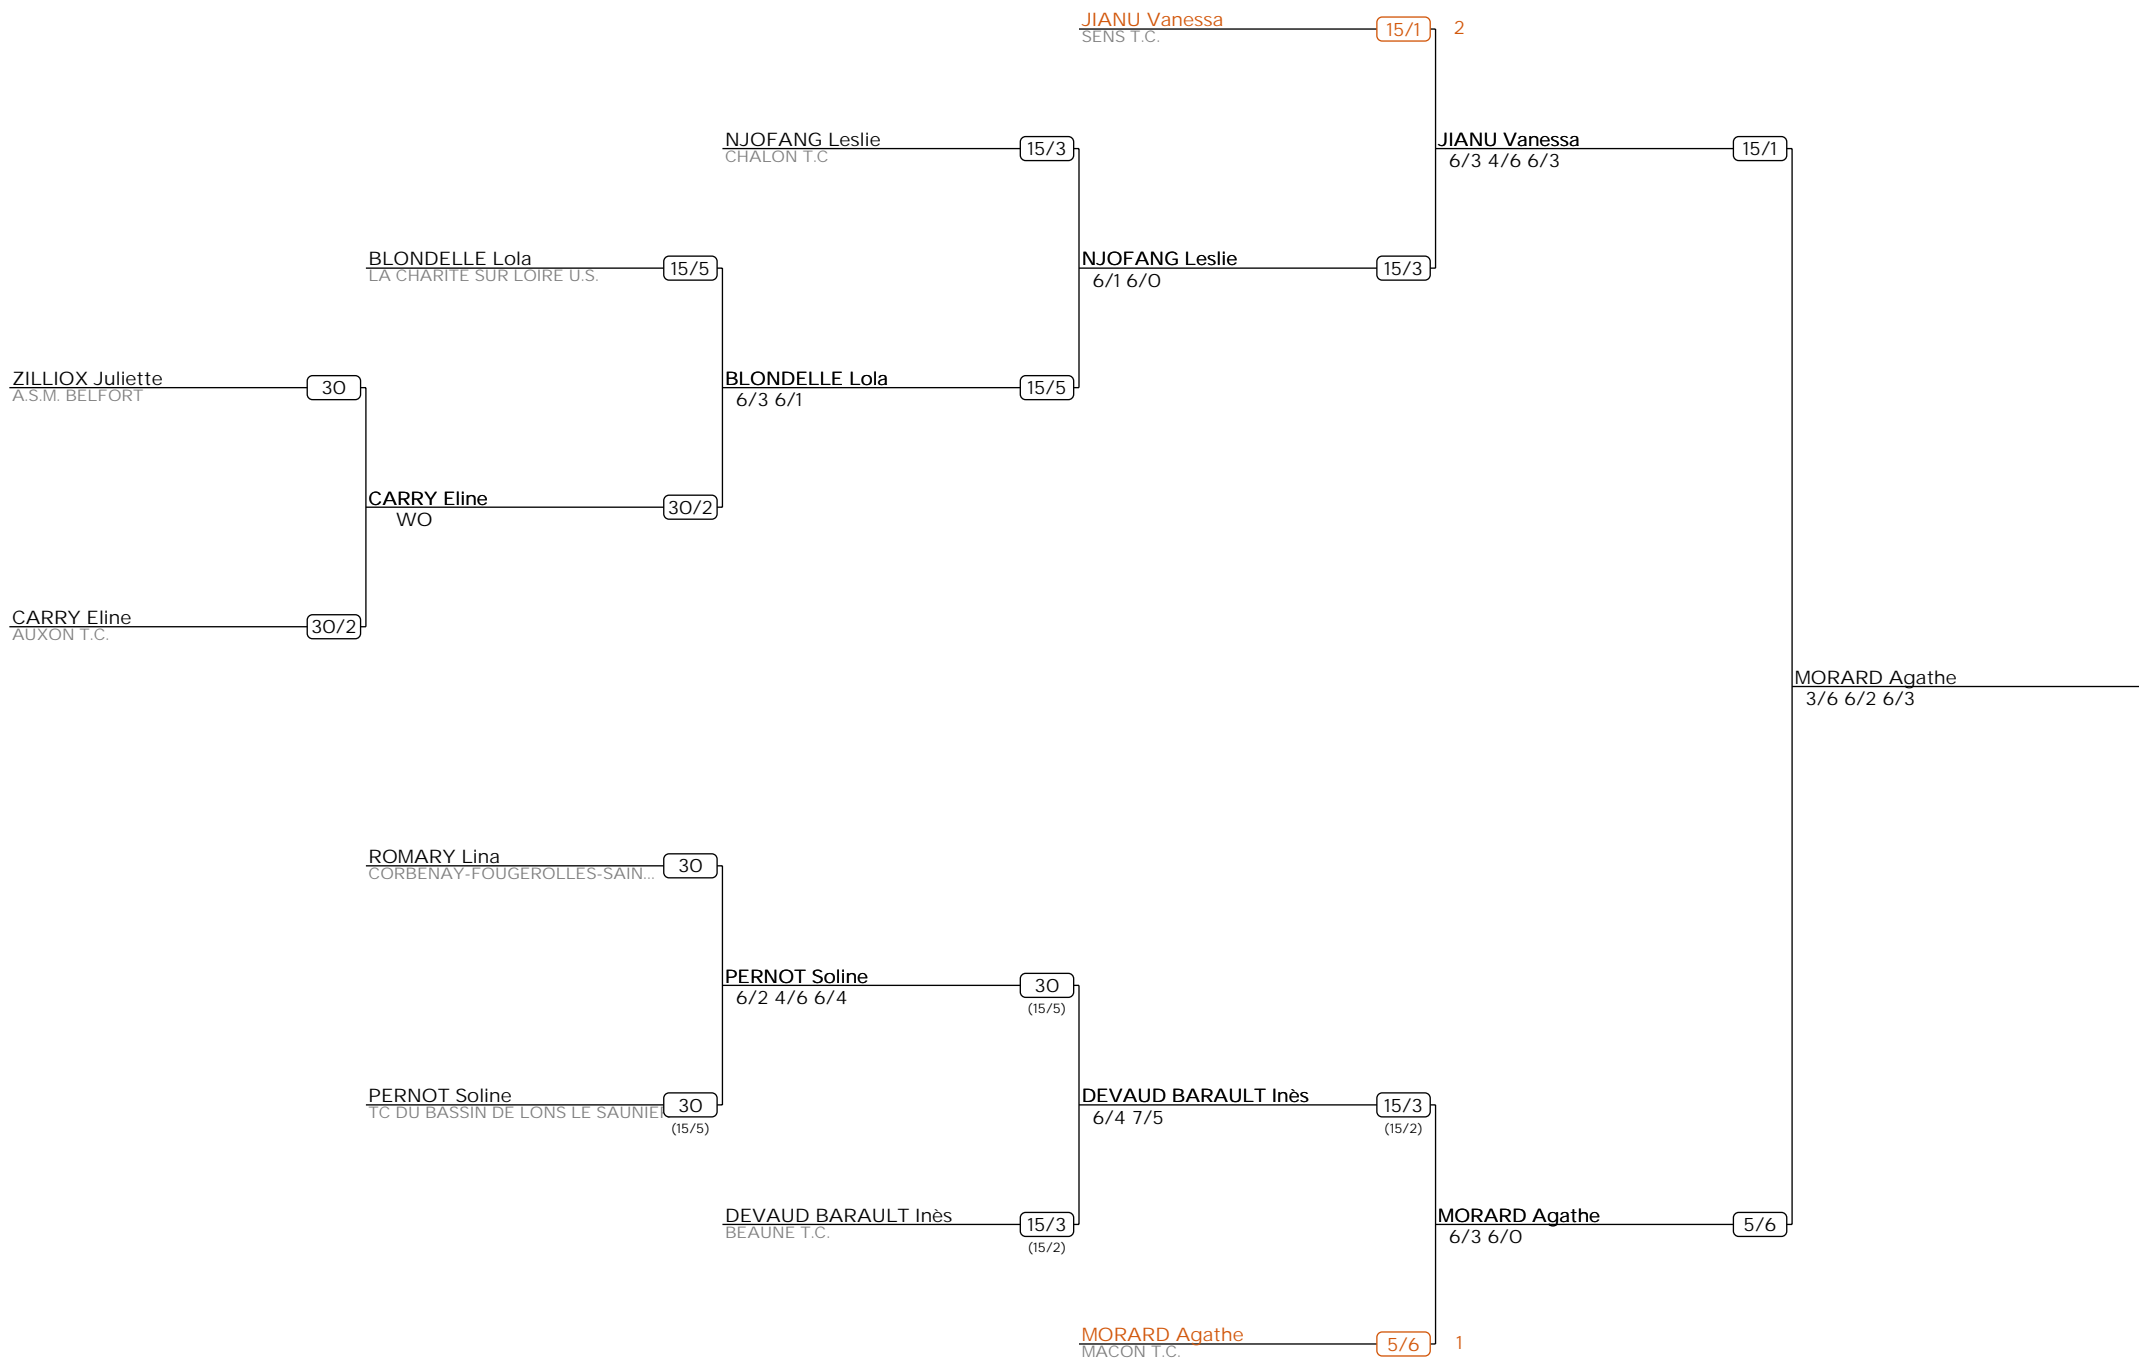 JIANU Vanessa
SENS T.C.
15/1
2
NJOFANG Leslie
CHALON T.C
15/3
JIANU Vanessa
6/3 4/6 6/3
15/1
BLONDELLE Lola
LA CHARITE SUR LOIRE U.S.
15/5
NJOFANG Leslie
6/1 6/0
15/3
ZILLIOX Juliette
A.S.M. BELFORT
30
BLONDELLE Lola
6/3 6/1
15/5
CARRY Eline
WO
30/2
CARRY Eline
AUXON T.C.
30/2
MORARD Agathe
3/6 6/2 6/3
ROMARY Lina
CORBENAY-FOUGEROLLES-SAIN...
30
PERNOT Soline
6/2 4/6 6/4
30
(15/5)
PERNOT Soline
TC DU BASSIN DE LONS LE SAUNIER
30
(15/5)
DEVAUD BARAULT Inès
6/4 7/5
15/3
(15/2)
DEVAUD BARAULT Inès
BEAUNE T.C.
15/3
(15/2)
MORARD Agathe
6/3 6/0
5/6
MORARD Agathe
MACON T.C.
5/6
1